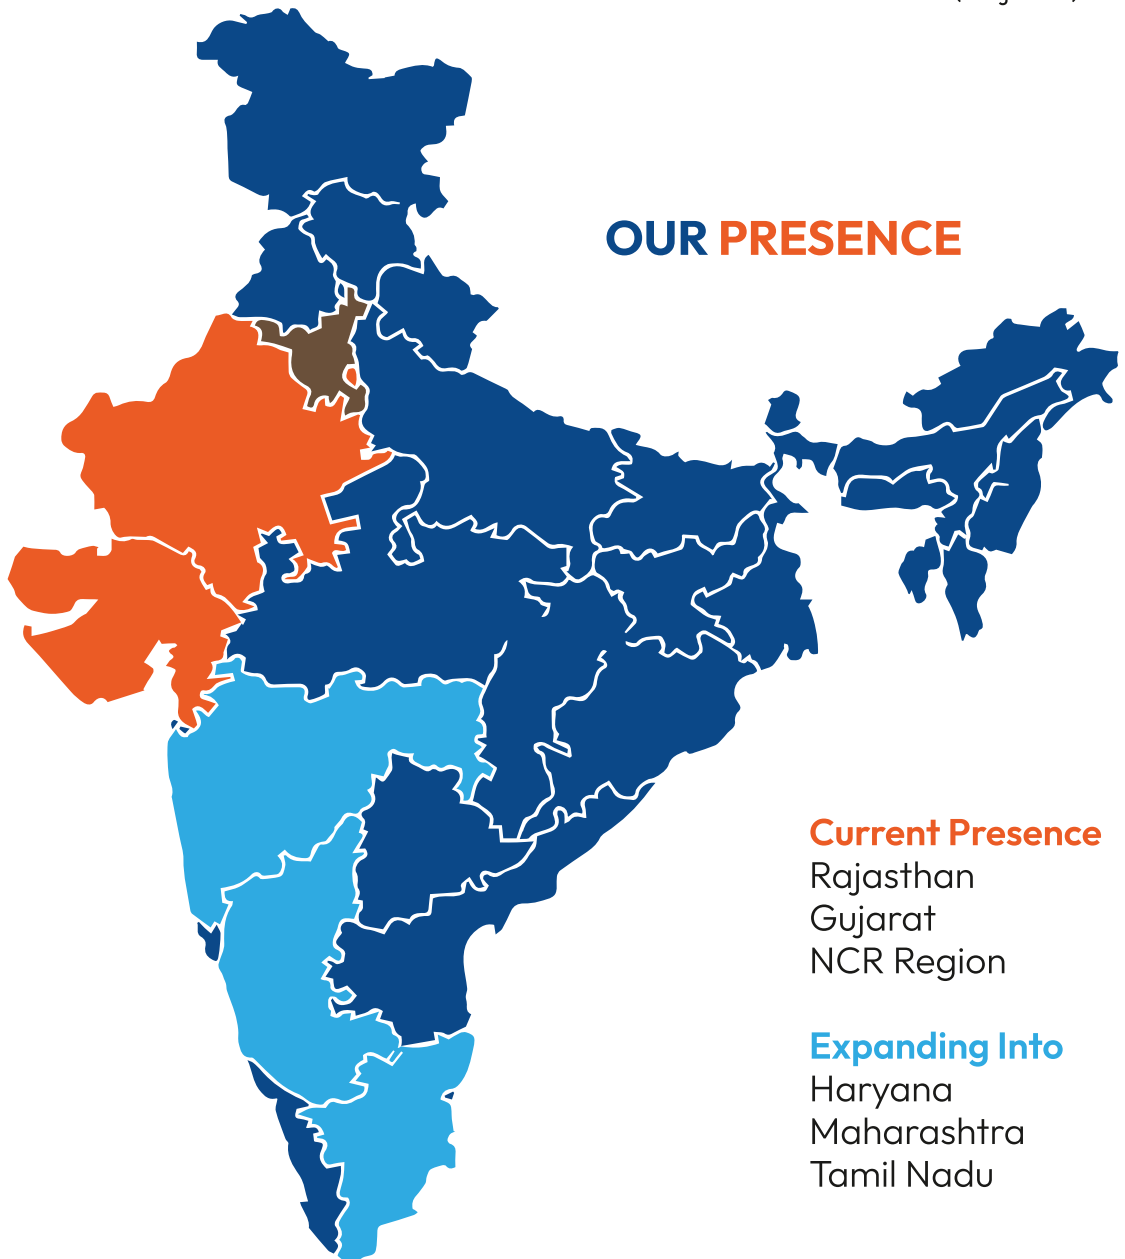 OUR PRESENCE
Current Presence
Rajasthan
Gujarat
NCR Region
Expanding Into
Haryana
Maharashtra
Tamil Nadu